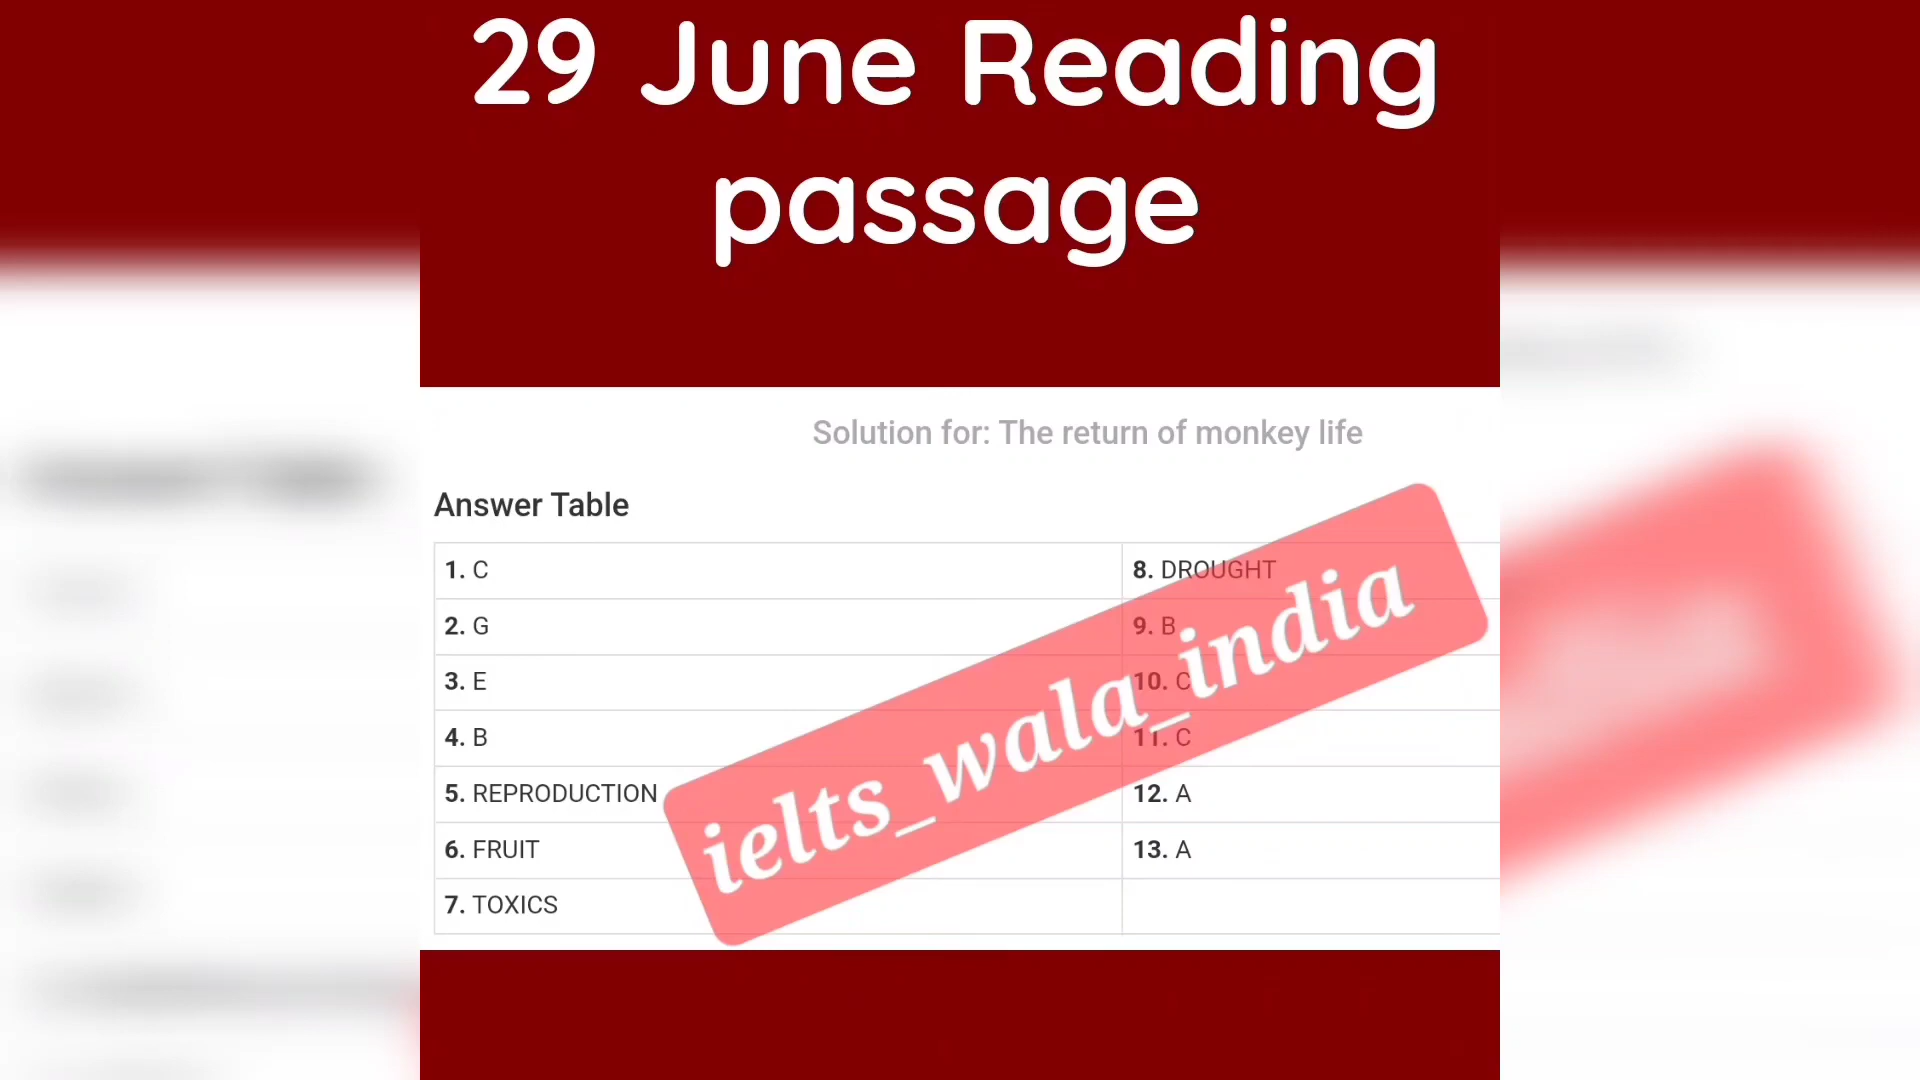 29 June Reading
passage
Solution for: The return of monkey life
Answer Table
1. C
2. G
3. E
4. B
5. REPRODUCTION
6. FRUIT
7. TOXICS
8. DROUGHT
9. B
10. C
11. C
12. A
13. A
ielts_wala_india